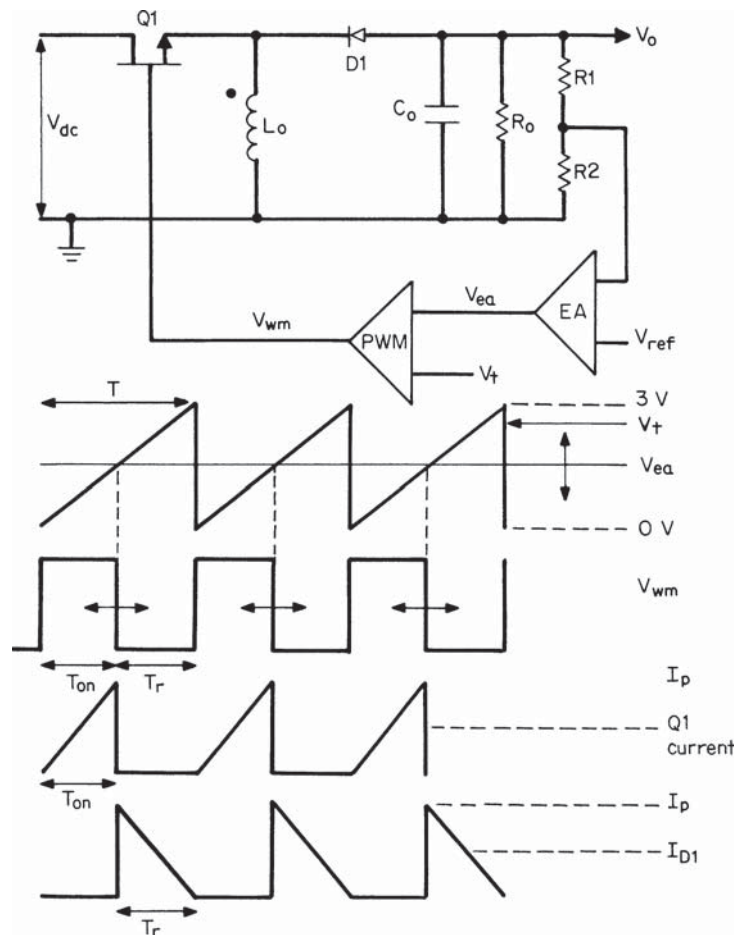 Q1
Vo
D1
R1
Vdc
Lo
Co
Ro
R2
Vea
EA
Vwm
PWM
Vref
Vt
T
3 V
Vt
Vea
0 V
Vwm
Ton
Tr
Ip
Q1
current
Ton
Ip
ID1
Tr